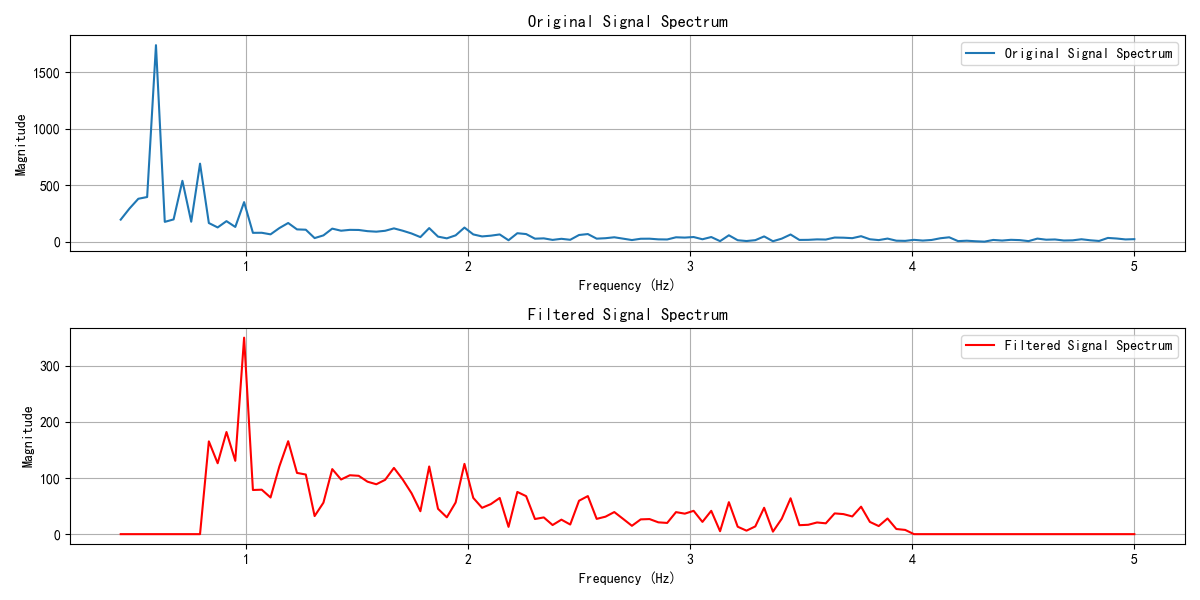 Original Signal Spectrum
Original Signal Spectrum
Magnitude
1500
1000
500
0
1 2 3 4 5
Frequency (Hz)
Filtered Signal Spectrum
Filtered Signal Spectrum
Magnitude
300
200
100
0
1 2 3 4 5
Frequency (Hz)